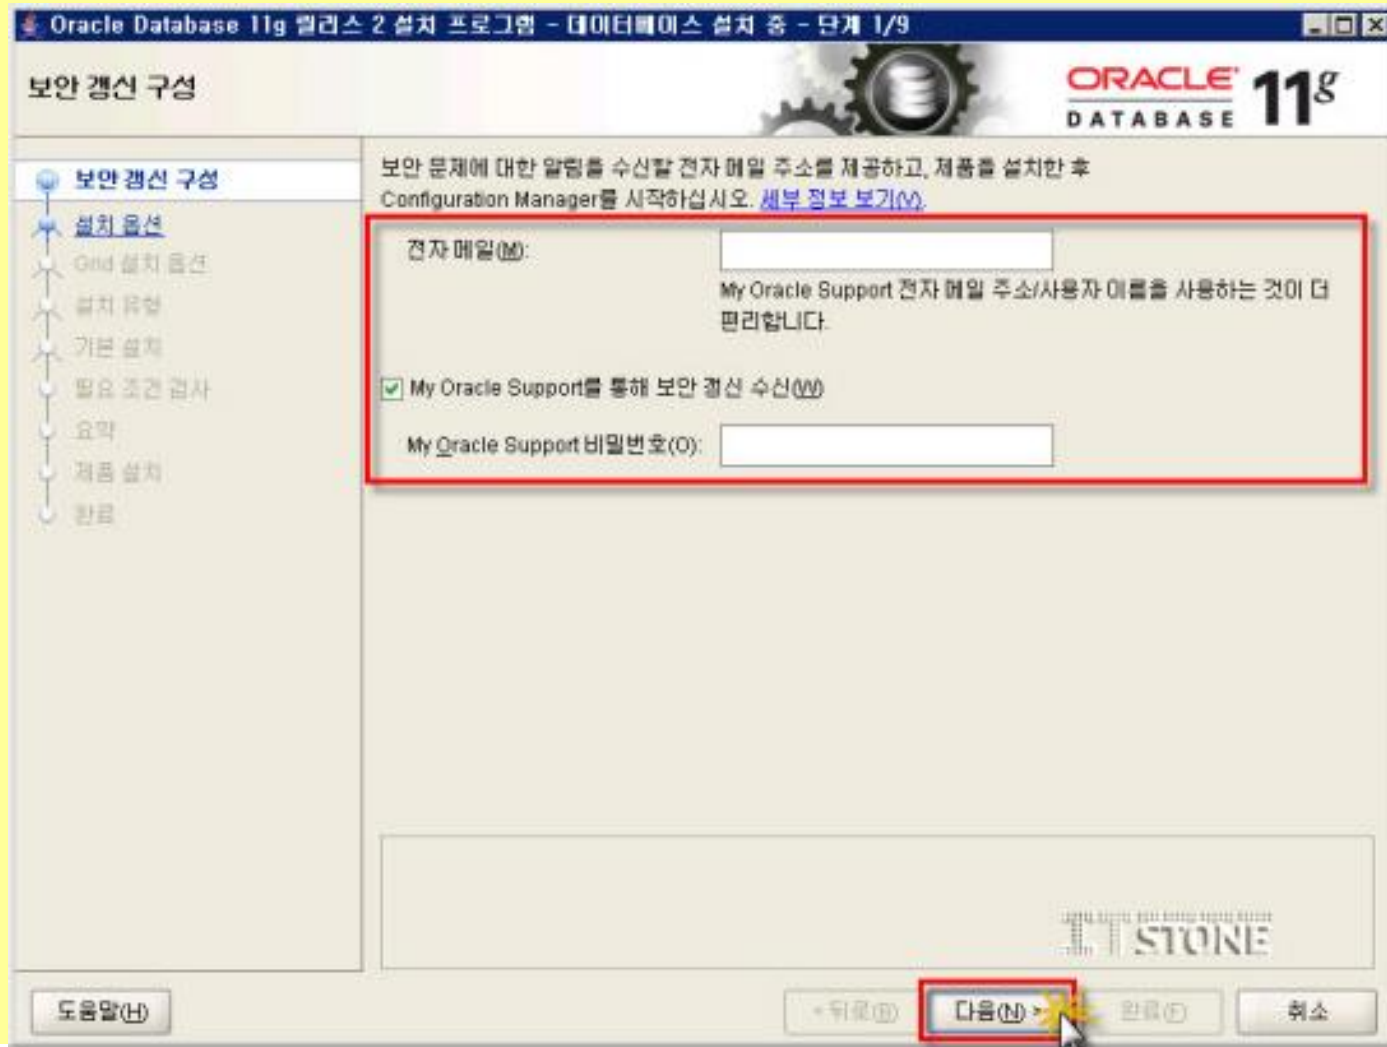 Oracle Database 11g 릴리스 2 설치 프로그램 - 데이터베이스 설치 중 - 단계 1/9
보안 갱신 구성
ORACLE
DATABASE
11g
보안 갱신 구성
설치 옵션
Grid 설치 옵션
설치 유형
기본 설치
필요 조건 검사
요약
제품 설치
완료
보안 문제에 대한 알림을 수신할 전자 메일 주소를 제공하고, 제품을 설치한 후
Configuration Manager를 시작하십시오. 세부 정보 보기(V).
전자 메일(M):
My Oracle Support 전자 메일 주소/사용자 이름을 사용하는 것이 더
편리합니다.
My Oracle Support를 통해 보안 갱신 수신(W)
My Oracle Support 비밀번호(O):
I.T STONE
도움말(H)
< 뒤로(B)
다음(N) >
완료(F)
취소